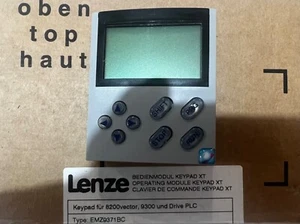 oben
top
haut
Lenze
BEDIENMODUL KEYPAD XT
OPERATING MODULE KEYPAD XT
CLAVIER DE COMMANDE KEYPAD XT
Keypad für 8200vector, 9300 und Drive PLC
Type: EMZ9371BC